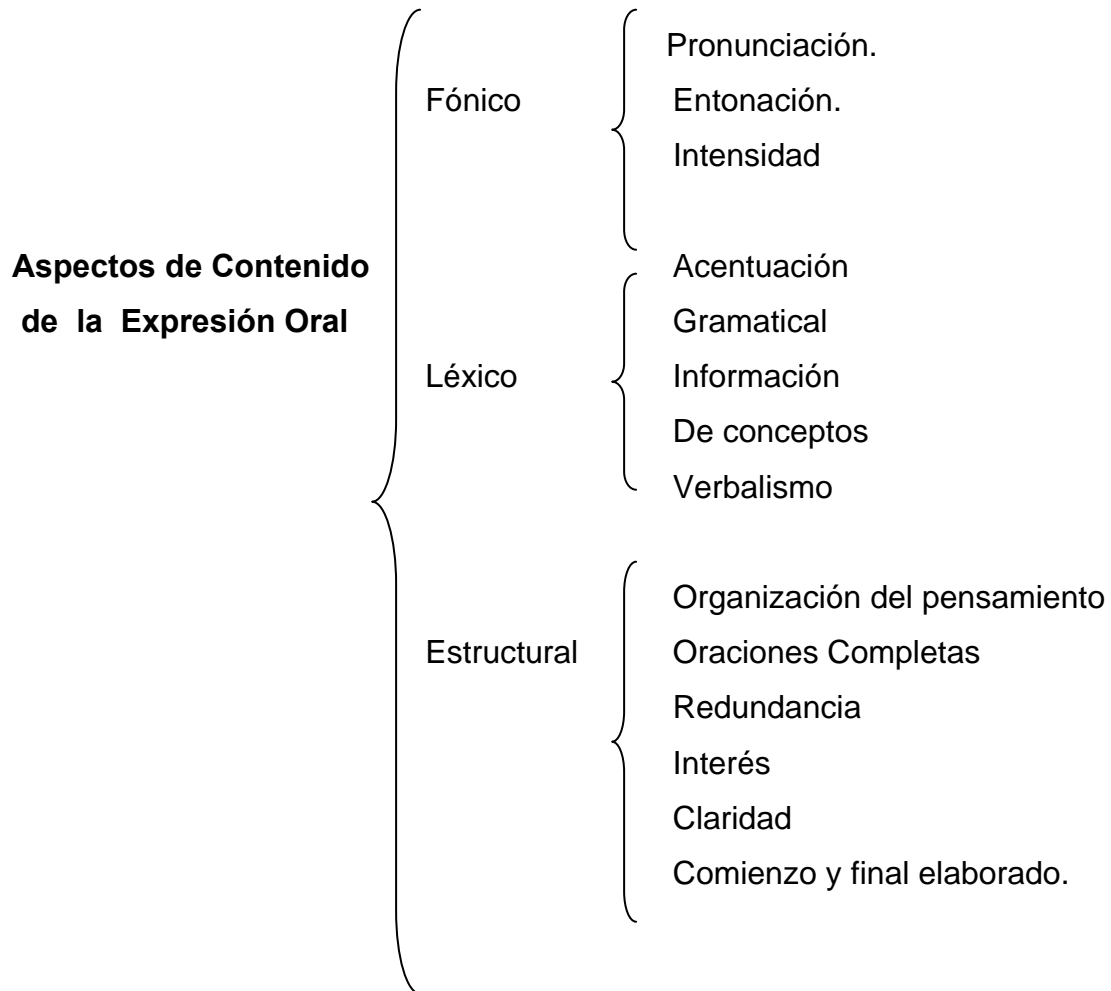 Aspectos de Contenido
de la Expresión Oral
Fónico
Pronunciación.
Entonación.
Intensidad
Léxico
Acentuación
Gramatical
Información
De conceptos
Verbalismo
Estructural
Organización del pensamiento
Oraciones Completas
Redundancia
Interés
Claridad
Comienzo y final elaborado.